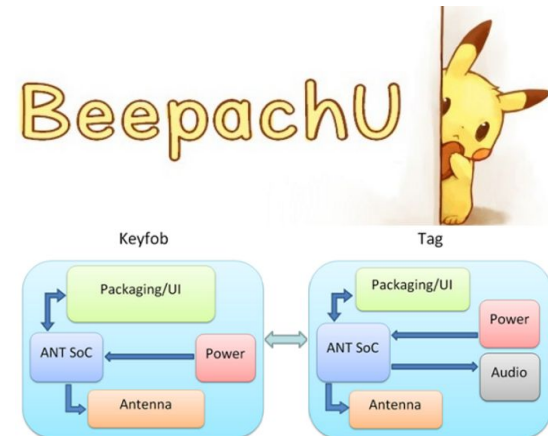 BeepachU
Keyfob
Tag
Packaging/UI
ANT SoC
Power
Antenna
Packaging/UI
ANT SoC
Power
Audio
Antenna